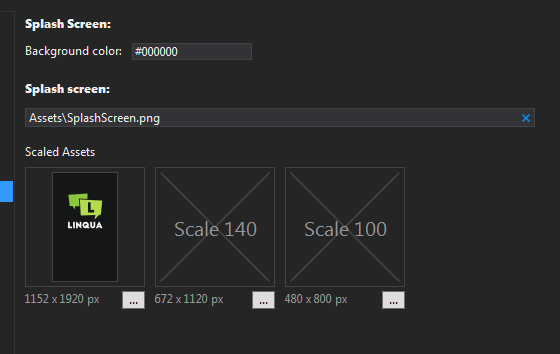 Splash Screen:
Background color: #000000
Splash screen:
Assets\SplashScreen.png
Scaled Assets
L
LINQUA
Scale 140
Scale 100
1152 x 1920 px ...
672 x 1120 px ...
480 x 800 px ...